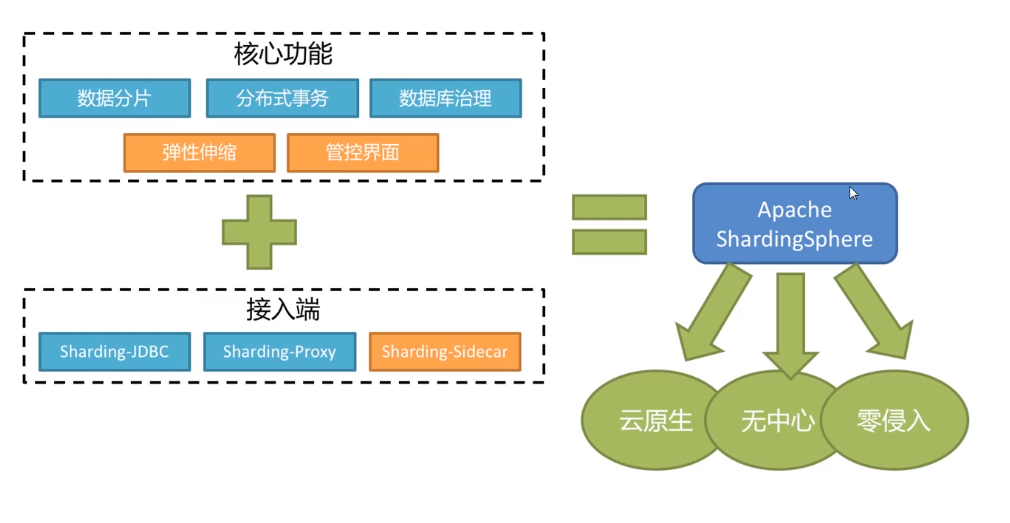 核心功能
数据分片
分布式事务
数据库治理
弹性伸缩
管控界面
接入端
Sharding-JDBC
Sharding-Proxy
Sharding-Sidecar
Apache
ShardingSphere
云原生
无中心
零侵入